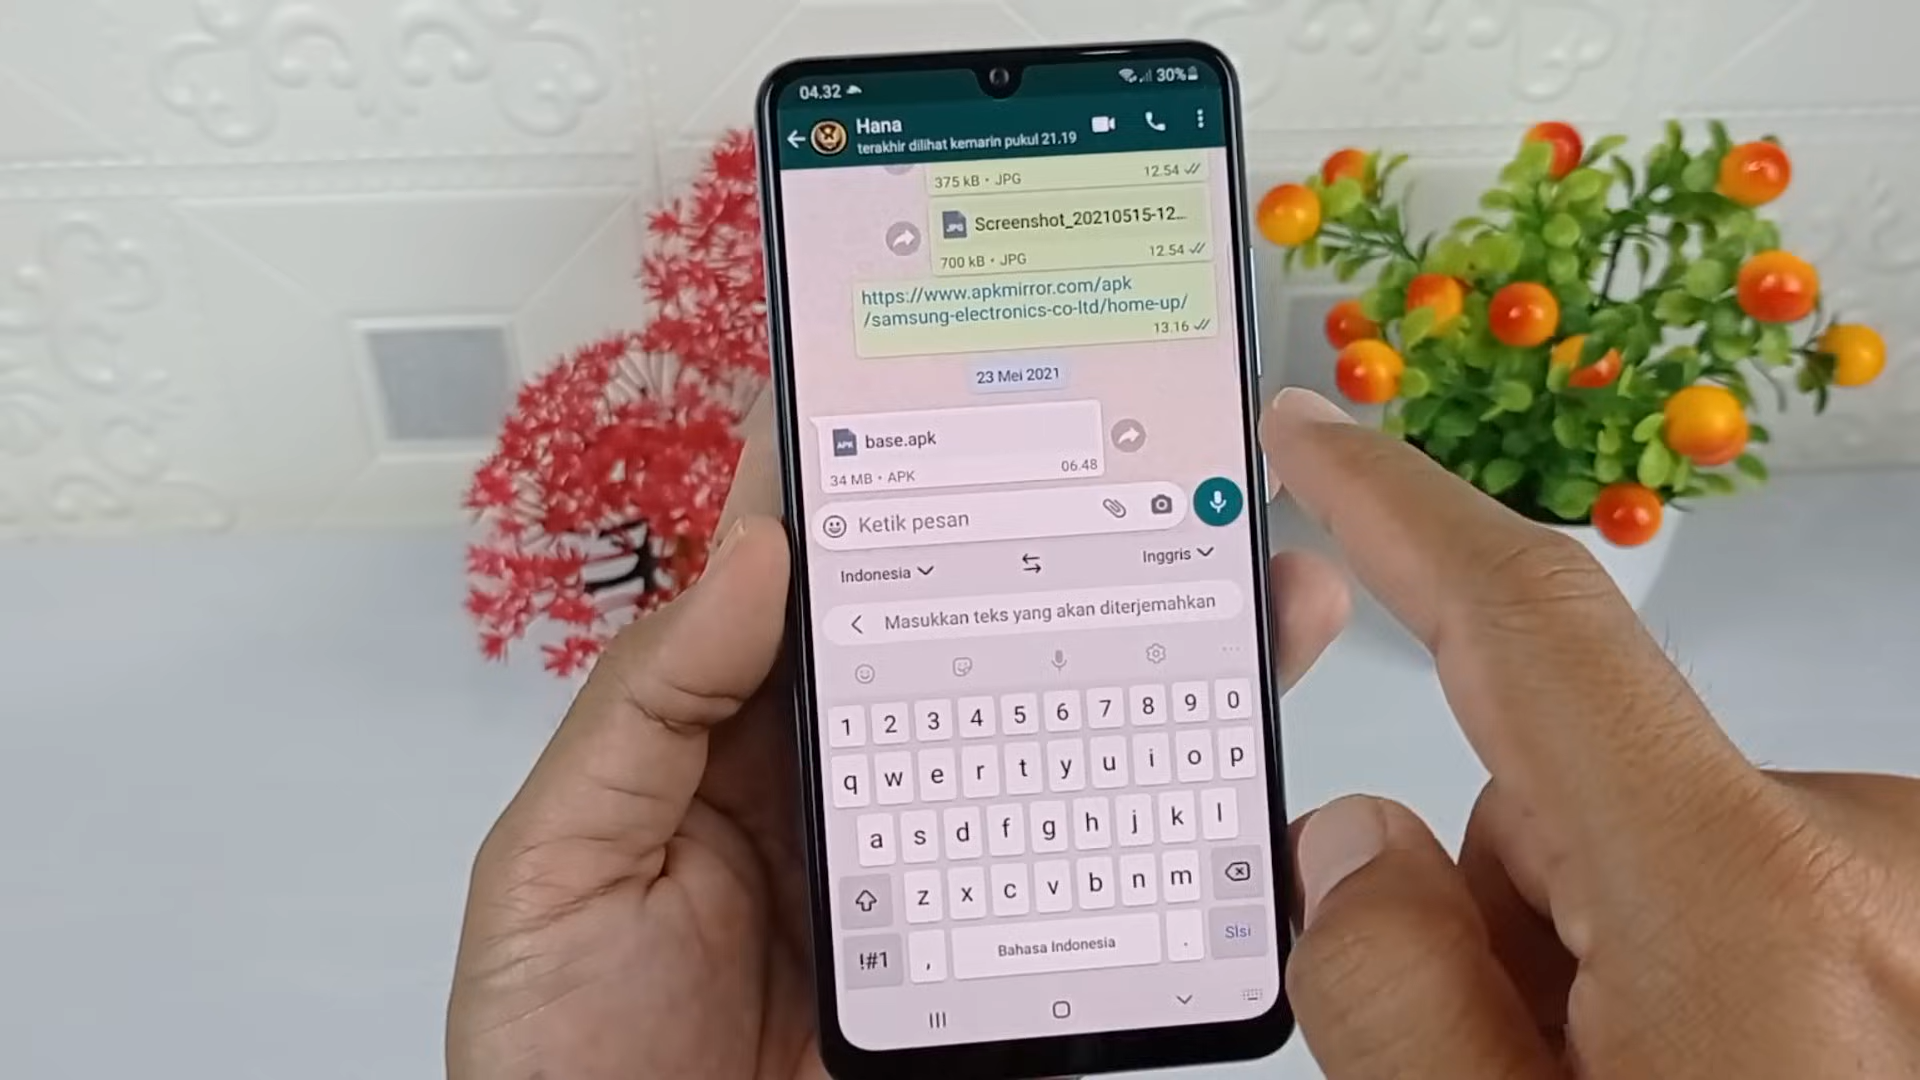 04.32
30%
Hana
terakhir dilihat kemarin pukul 21.19
375 kB • JPG
12.54
JPG
Screenshot_20210515-12...
700 kB • JPG
12.54
https://www.apkmirror.com/apk
/samsung-electronics-co-ltd/home-up/
13.16
23 Mei 2021
APK
base.apk
34 MB • APK
06.48
Ketik pesan
Indonesia
Inggris
Masukkan teks yang akan diterjemahkan
1 2 3 4 5 6 7 8 9 0
q w e r t y u i o p
a s d f g h j k l
z x c v b n m
!#1 , Bahasa Indonesia . Slsi